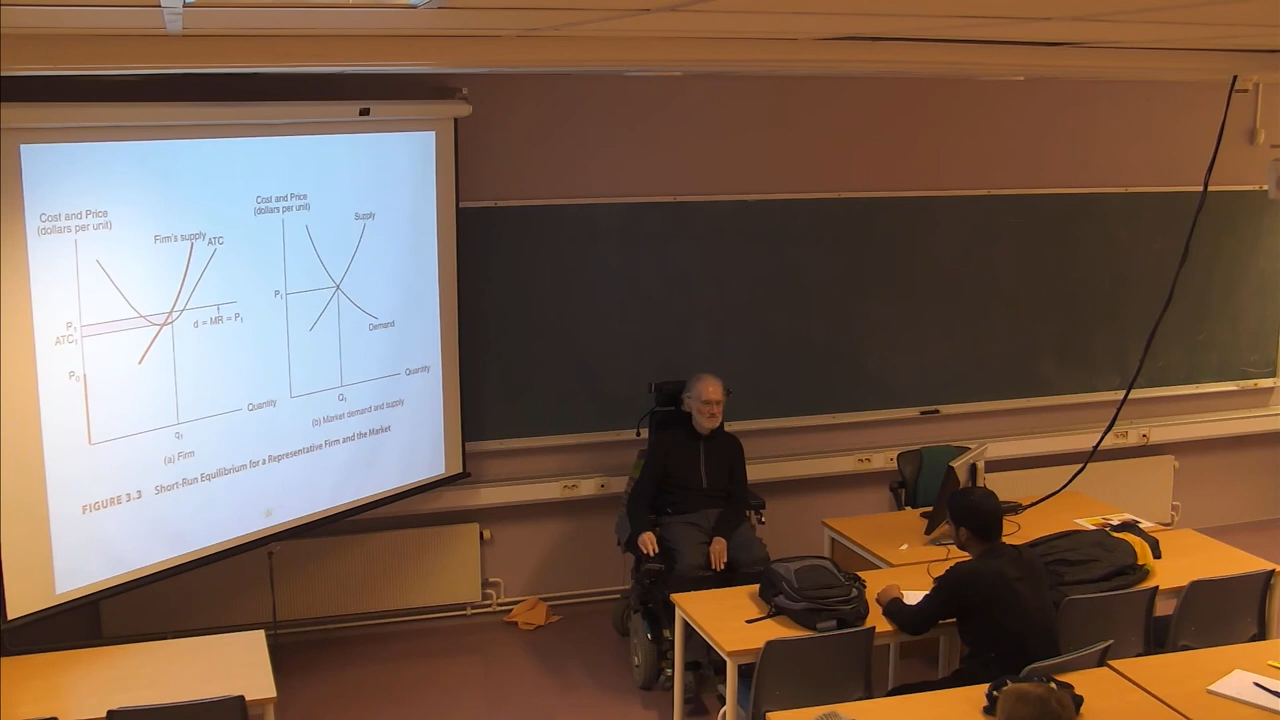 Cost and Price
(dollars per unit)
Firm's supply
ATC
P1
ATC1
P0
d = MR = P1
Quantity
q1
(a) Firm
Cost and Price
(dollars per unit)
Supply
P1
Demand
Quantity
Q1
(b) Market demand and supply
FIGURE 3.3 Short-Run Equilibrium for a Representative Firm and the Market